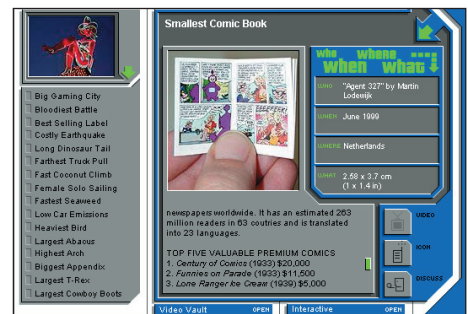 Smallest Comic Book
Big Gaming City
Bloodiest Battle
Best Selling Label
Costly Earthquake
Long Dinosaur Tail
Farthest Truck Pull
Fast Coconut Climb
Female Solo Sailing
Fastest Seaweed
Low Car Emissions
Heaviest Bird
Largest Abacus
Highest Arch
Biggest Appendix
Largest T-Rex
Largest Cowboy Boots
who where
when what
WHO "Agent 327" by Martin
Lodewijk
WHEN June 1999
WHERE Netherlands
WHAT 2.58 x 3.7 cm
(1 x 1.4 in)
newspapers worldwide. It has an estimated 263
million readers in 63 coutries and is translated
into 23 languages.
TOP FIVE VALUABLE PREMIUM COMICS
1. Century of Comics (1933) $20,000
2. Funnies on Parade (1933) $11,500
3. Lone Ranger Ice Cream (1939) $5,000
VIDEO
ICON
DISCUSS
Video Vault OPEN
Interactive OPEN